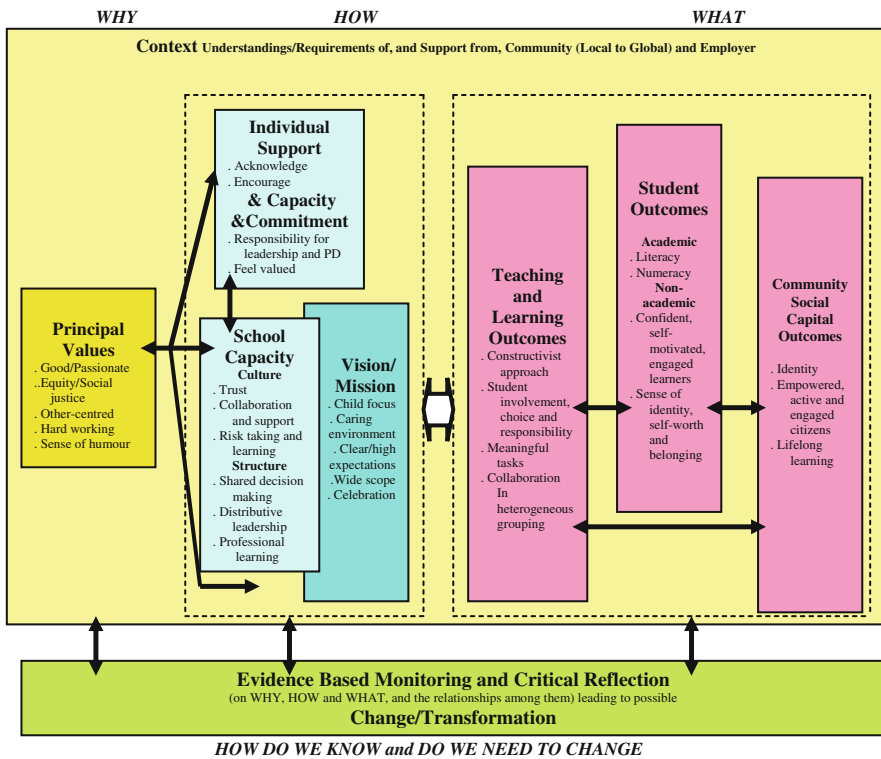 WHY
HOW
WHAT
Context Understandings/Requirements of, and Support from, Community (Local to Global) and Employer
Principal
Values
. Good/Passionate
..Equity/Social
justice
. Other-centred
. Hard working
. Sense of humour
Individual
Support
. Acknowledge
. Encourage
& Capacity
&Commitment
. Responsibility for
leadership and PD
. Feel valued
School
Capacity
Culture
. Trust
. Collaboration
and support
. Risk taking and
learning
Structure
. Shared decision
making
. Distributive
leadership
. Professional
learning
Vision/
Mission
. Child focus
. Caring
environment
. Clear/high
expectations
.Wide scope
. Celebration
Teaching
and
Learning
Outcomes
. Constructivist
approach
. Student
involvement,
choice and
responsibility
. Meaningful
tasks
. Collaboration
In
heterogeneous
grouping
Student
Outcomes
Academic
. Literacy
. Numeracy
Non-
academic
. Confident,
self-
motivated,
engaged
learners
. Sense of
identity,
self-worth
and
belonging
Community
Social
Capital
Outcomes
. Identity
. Empowered,
active and
engaged
citizens
. Lifelong
learning
Evidence Based Monitoring and Critical Reflection
(on WHY, HOW and WHAT, and the relationships among them) leading to possible
Change/Transformation
HOW DO WE KNOW and DO WE NEED TO CHANGE